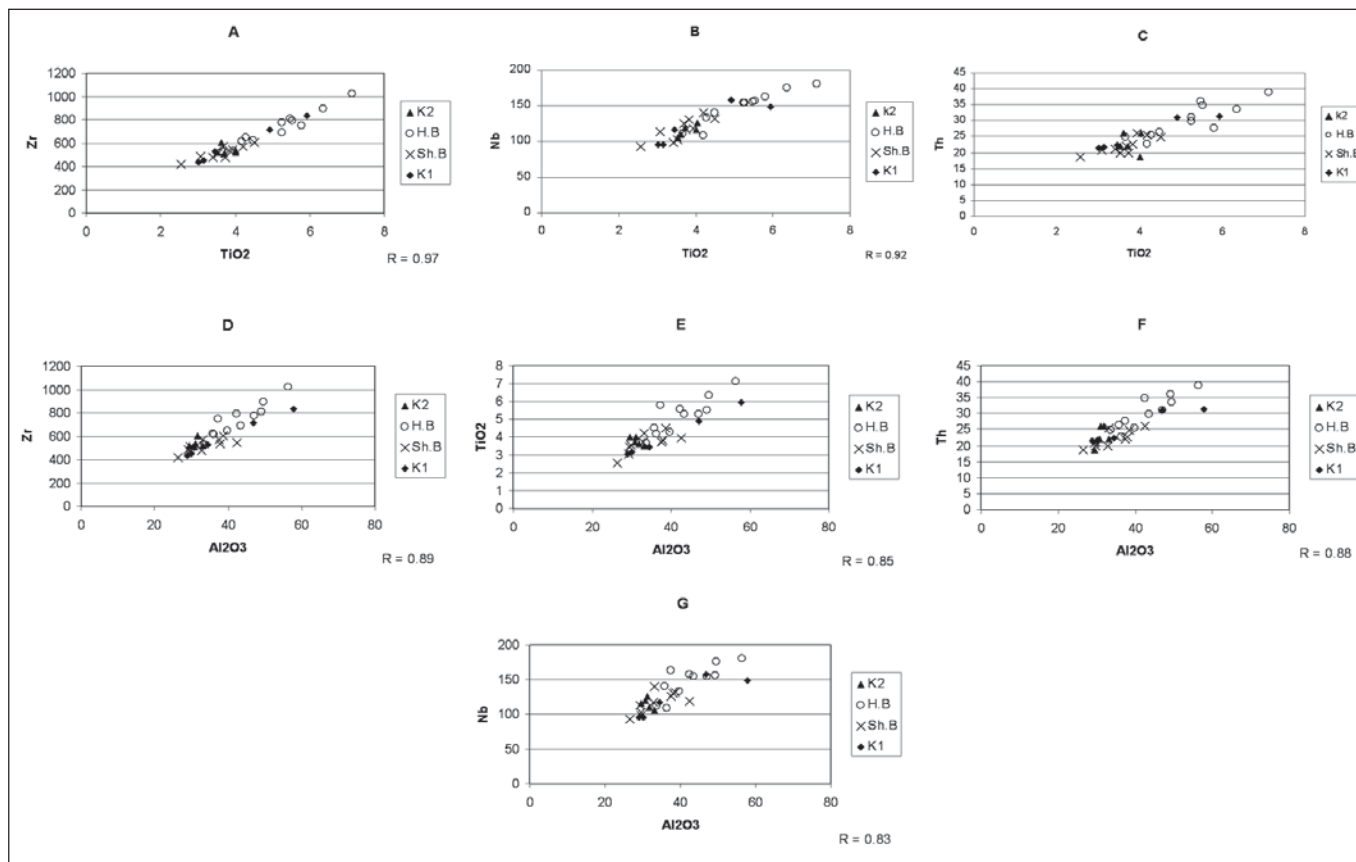 A
Zr
1200
1000
800
600
400
200
0
0 2 4 6 8
TiO2
K2
H.B
Sh.B
K1
R = 0.97
B
Nb
200
150
100
50
0
0 2 4 6 8
TiO2
k2
H.B
Sh.B
K1
R = 0.92
C
Th
45
40
35
30
25
20
15
10
5
0
0 2 4 6 8
TiO2
k2
H.B
Sh.B
K1
D
Zr
1200
1000
800
600
400
200
0
0 20 40 60 80
Al2O3
K2
H.B
Sh.B
K1
R = 0.89
E
TiO2
8
7
6
5
4
3
2
1
0
0 20 40 60 80
Al2O3
K2
H.B
Sh.B
K1
R = 0.85
F
Th
45
40
35
30
25
20
15
10
5
0
0 20 40 60 80
Al2O3
K2
H.B
Sh.B
K1
R = 0.88
G
Nb
200
150
100
50
0
0 20 40 60 80
Al2O3
K2
H.B
Sh.B
K1
R = 0.83